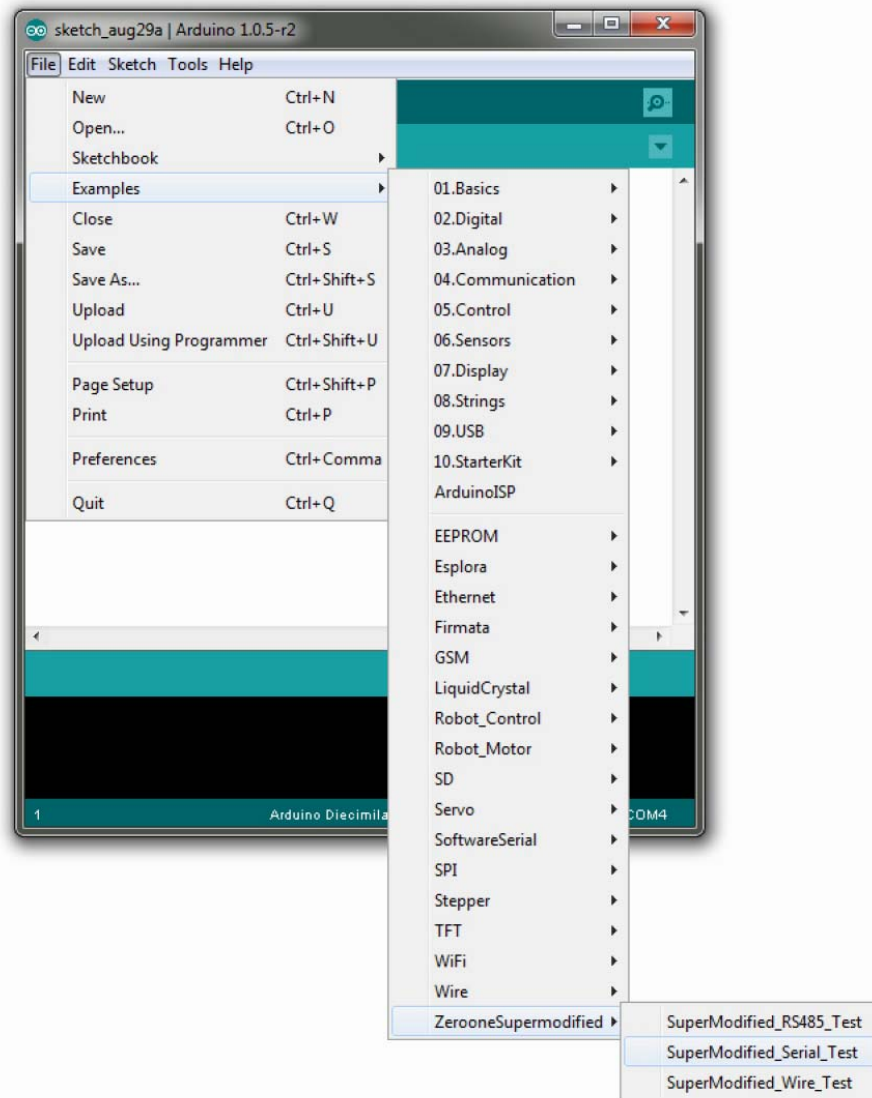 sketch_aug29a | Arduino 1.0.5-r2
File Edit Sketch Tools Help
New Ctrl+N
Open... Ctrl+O
Sketchbook
Examples
Close Ctrl+W
Save Ctrl+S
Save As... Ctrl+Shift+S
Upload Ctrl+U
Upload Using Programmer Ctrl+Shift+U
Page Setup Ctrl+Shift+P
Print Ctrl+P
Preferences Ctrl+Comma
Quit Ctrl+Q
01.Basics
02.Digital
03.Analog
04.Communication
05.Control
06.Sensors
07.Display
08.Strings
09.USB
10.StarterKit
ArduinoISP
EEPROM
Esplora
Ethernet
Firmata
GSM
LiquidCrystal
Robot_Control
Robot_Motor
SD
Servo
SoftwareSerial
SPI
Stepper
TFT
WiFi
Wire
ZerooneSupermodified
SuperModified_RS485_Test
SuperModified_Serial_Test
SuperModified_Wire_Test
1 Arduino Diecimila COM4